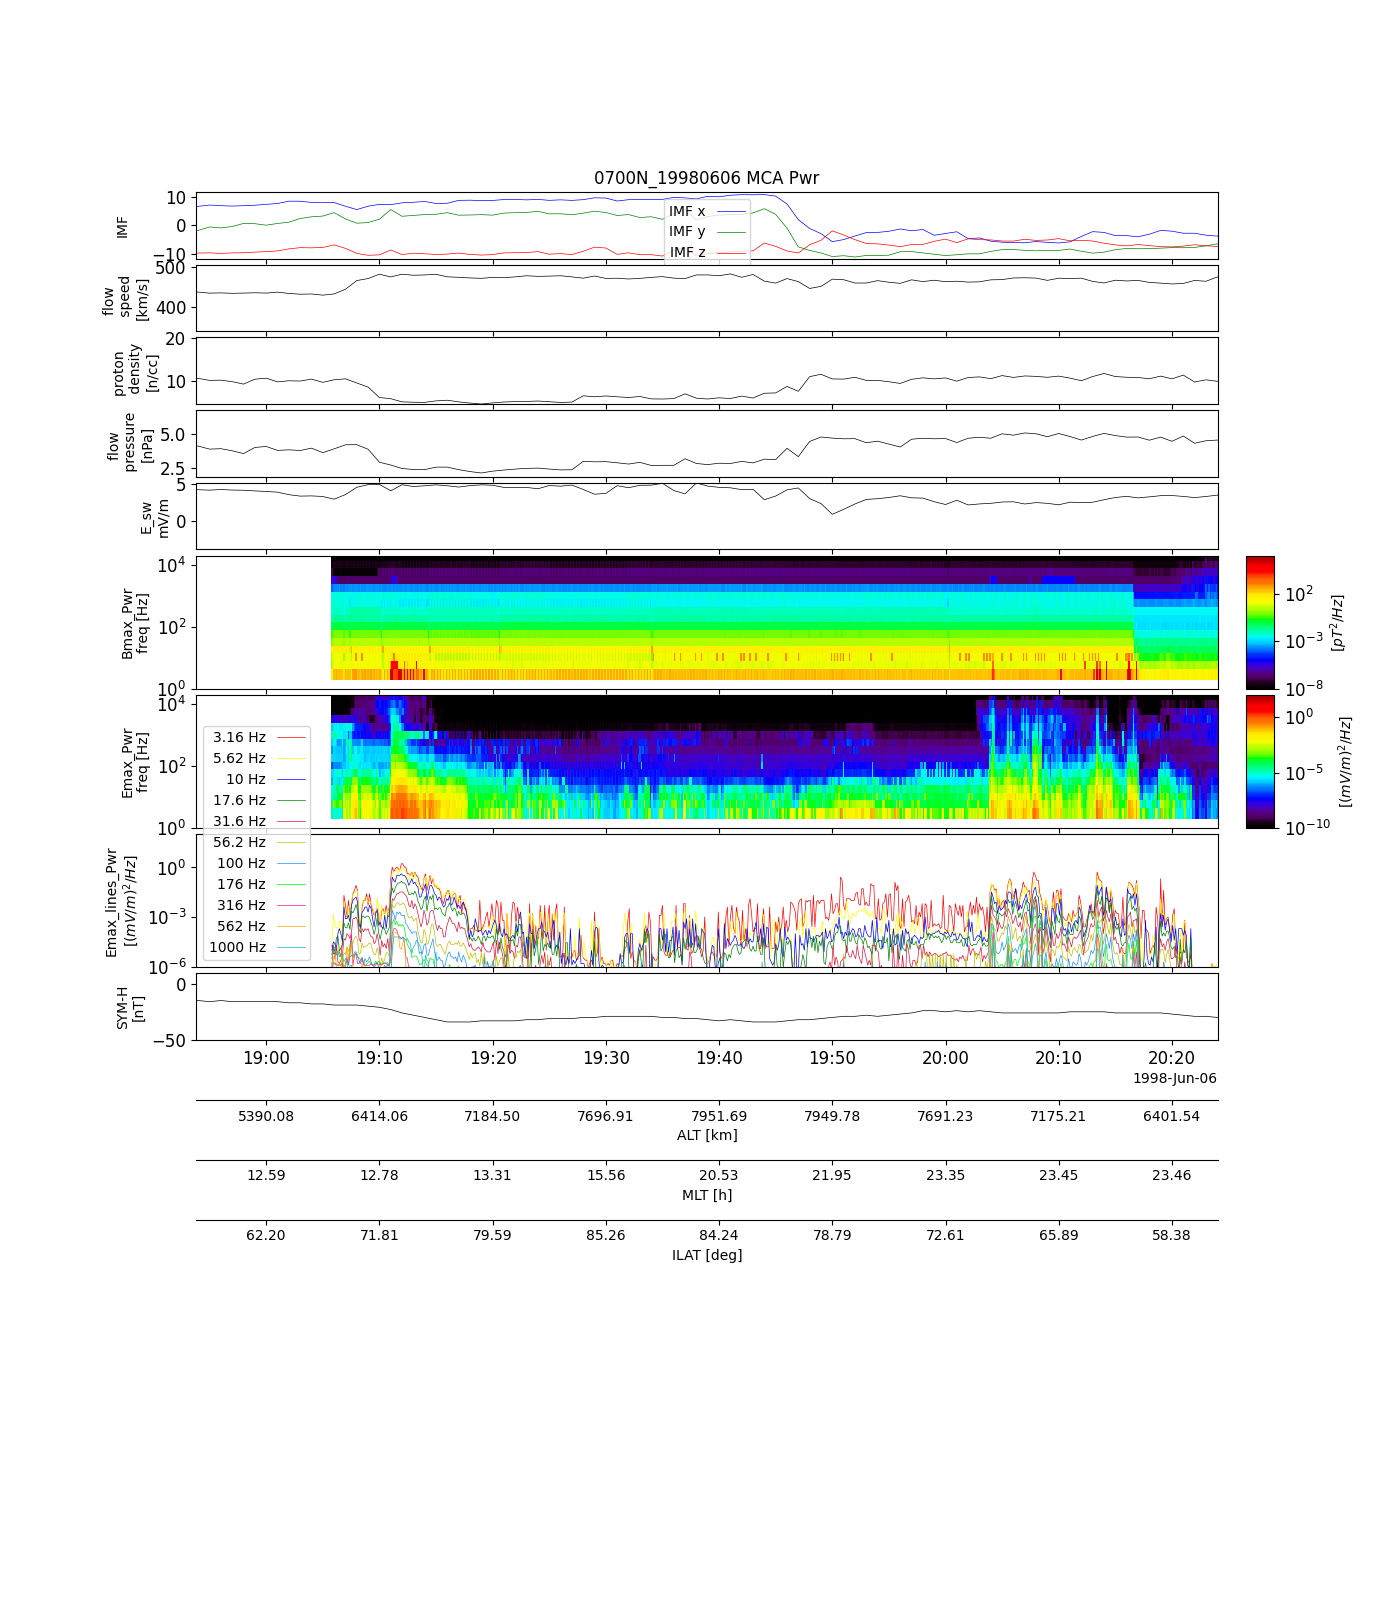 0700N_19980606 MCA Pwr
10
0
−10
IMF
IMF x
IMF y
IMF z
500
400
flow
speed
[km/s]
20
10
proton
density
[n/cc]
5.0
2.5
flow
pressure
[nPa]
5
0
E_sw
mV/m
10^4
10^2
10^0
Bmax_Pwr
freq [Hz]
10^2
10^−3
10^−8
[pT^2/Hz]
10^4
10^2
10^0
Emax_Pwr
freq [Hz]
10^0
10^−5
10^−10
[(mV/m)^2/Hz]
3.16 Hz
5.62 Hz
10 Hz
17.6 Hz
31.6 Hz
56.2 Hz
100 Hz
176 Hz
316 Hz
562 Hz
1000 Hz
10^0
10^−3
10^−6
Emax_lines_Pwr
[(mV/m)^2/Hz]
0
−50
SYM-H
[nT]
19:00 19:10 19:20 19:30 19:40 19:50 20:00 20:10 20:20
1998-Jun-06
5390.08 6414.06 7184.50 7696.91 7951.69 7949.78 7691.23 7175.21 6401.54
ALT [km]
12.59 12.78 13.31 15.56 20.53 21.95 23.35 23.45 23.46
MLT [h]
62.20 71.81 79.59 85.26 84.24 78.79 72.61 65.89 58.38
ILAT [deg]